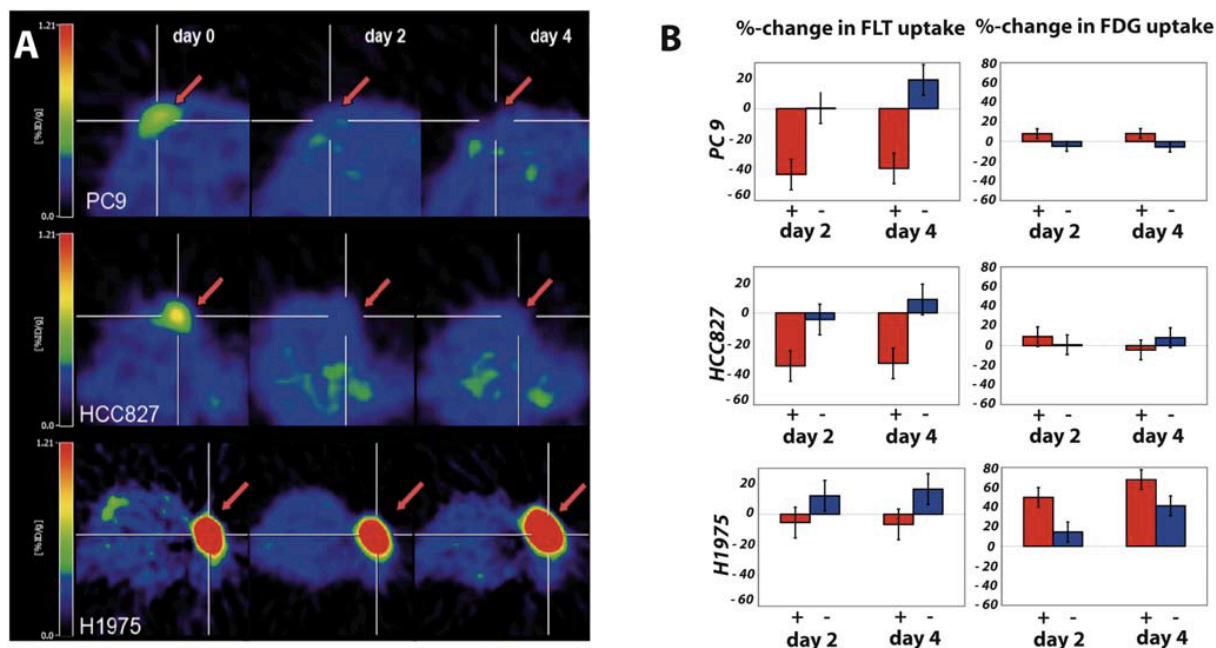 A
day 0
day 2
day 4
1.21
[%ID/g]
0.0
PC9
1.21
[%ID/g]
0.0
HCC827
1.21
[%ID/g]
0.0
H1975
B
%-change in FLT uptake
%-change in FDG uptake
PC 9
20
0
- 20
- 40
- 60
+ - + -
day 2 day 4
80
60
40
20
0
- 20
- 40
- 60
+ - + -
day 2 day 4
HCC827
20
0
- 20
- 40
- 60
+ - + -
day 2 day 4
80
60
40
20
0
- 20
- 40
- 60
+ - + -
day 2 day 4
H1975
20
0
- 20
- 40
- 60
+ - + -
day 2 day 4
80
60
40
20
0
- 20
- 40
- 60
+ - + -
day 2 day 4